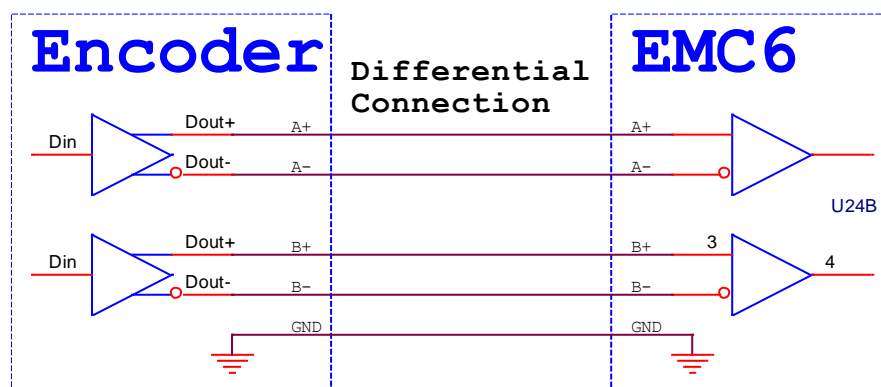 Encoder
EMC6
Differential
Connection
Dout+
A+
A+
Din
Dout-
A-
A-
U24B
Dout+
B+
B+
3
Din
4
Dout-
B-
B-
GND
GND